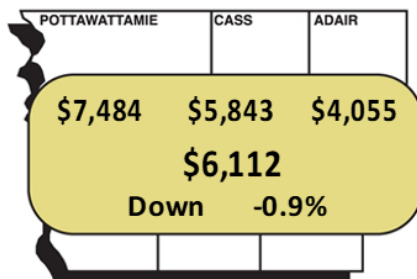 POTTAWATTAMIE CASS ADAIR
$7,484 $5,843 $4,055
$6,112
Down -0.9%